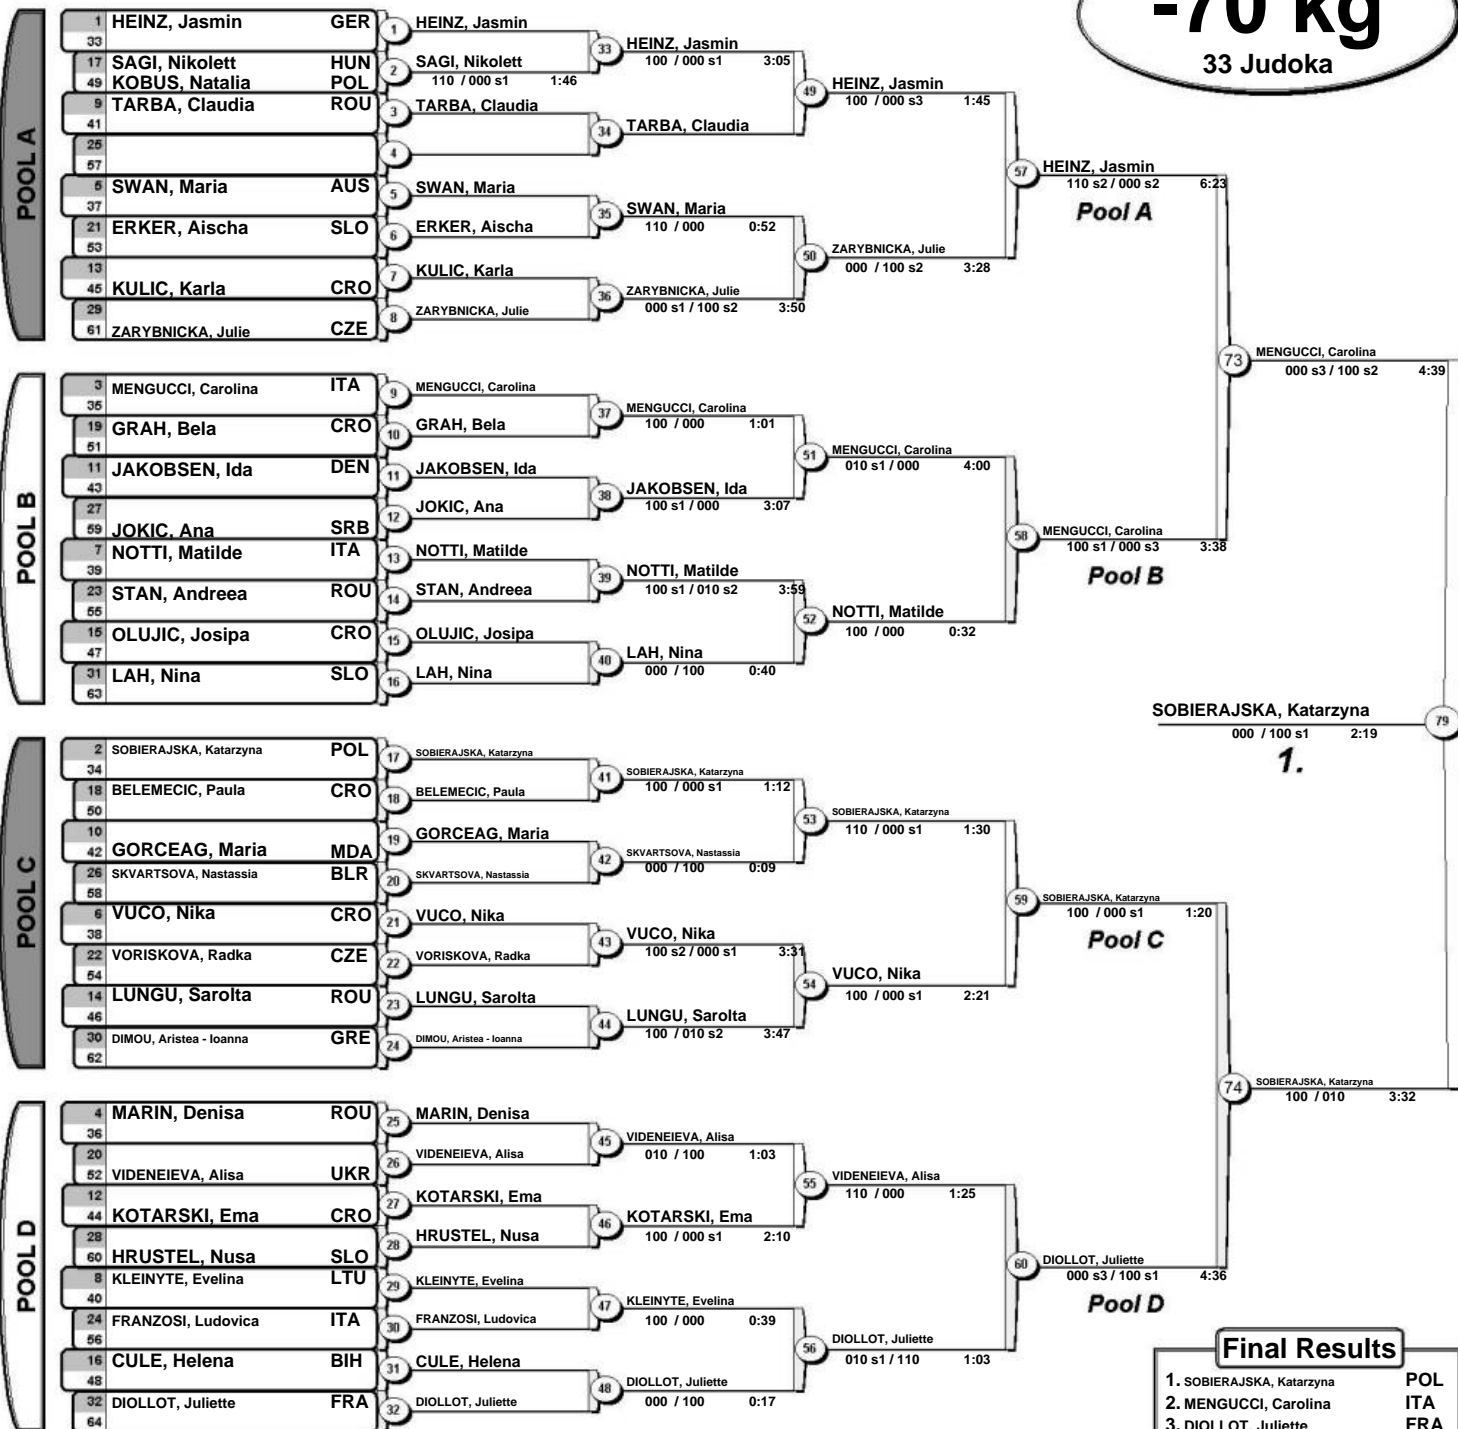 -70 kg
33 Judoka
POOL A
1 HEINZ, Jasmin GER
33
17 SAGI, Nikolett HUN
49 KOBUS, Natalia POL
9 TARBA, Claudia ROU
41
25
57
5 SWAN, Maria AUS
37
21 ERKER, Aischa SLO
53
13
45 KULIC, Karla CRO
29
61 ZARYBNICKA, Julie CZE
1 HEINZ, Jasmin
2 SAGI, Nikolett
110 / 000 s1 1:46
3 TARBA, Claudia
4
5 SWAN, Maria
6 ERKER, Aischa
7 KULIC, Karla
8 ZARYBNICKA, Julie
33 HEINZ, Jasmin
100 / 000 s1 3:05
34 TARBA, Claudia
35 SWAN, Maria
110 / 000 0:52
36 ZARYBNICKA, Julie
000 s1 / 100 s2 3:50
49 HEINZ, Jasmin
100 / 000 s3 1:45
50 ZARYBNICKA, Julie
000 / 100 s2 3:28
57 HEINZ, Jasmin
110 s2 / 000 s2 6:23
Pool A
POOL B
3 MENGUCCI, Carolina ITA
35
19 GRAH, Bela CRO
51
11 JAKOBSEN, Ida DEN
43
27
59 JOKIC, Ana SRB
7 NOTTI, Matilde ITA
39
23 STAN, Andreea ROU
55
15 OLUJIC, Josipa CRO
47
31 LAH, Nina SLO
63
9 MENGUCCI, Carolina
10 GRAH, Bela
11 JAKOBSEN, Ida
12 JOKIC, Ana
13 NOTTI, Matilde
14 STAN, Andreea
15 OLUJIC, Josipa
16 LAH, Nina
37 MENGUCCI, Carolina
100 / 000 1:01
38 JAKOBSEN, Ida
100 s1 / 000 3:07
39 NOTTI, Matilde
100 s1 / 010 s2 3:59
40 LAH, Nina
000 / 100 0:40
51 MENGUCCI, Carolina
010 s1 / 000 4:00
52 NOTTI, Matilde
100 / 000 0:32
58 MENGUCCI, Carolina
100 s1 / 000 s3 3:38
Pool B
73 MENGUCCI, Carolina
000 s3 / 100 s2 4:39
SOBIERAJSKA, Katarzyna 79
000 / 100 s1 2:19
1.
POOL C
2 SOBIERAJSKA, Katarzyna POL
34
18 BELEMECIC, Paula CRO
50
10
42 GORCEAG, Maria MDA
26 SKVARTSOVA, Nastassia BLR
58
6 VUCO, Nika CRO
38
22 VORISKOVA, Radka CZE
54
14 LUNGU, Sarolta ROU
46
30 DIMOU, Aristea - Ioanna GRE
62
17 SOBIERAJSKA, Katarzyna
18 BELEMECIC, Paula
19 GORCEAG, Maria
20 SKVARTSOVA, Nastassia
21 VUCO, Nika
22 VORISKOVA, Radka
23 LUNGU, Sarolta
24 DIMOU, Aristea - Ioanna
41 SOBIERAJSKA, Katarzyna
100 / 000 s1 1:12
42 SKVARTSOVA, Nastassia
000 / 100 0:09
43 VUCO, Nika
100 s2 / 000 s1 3:31
44 LUNGU, Sarolta
100 / 010 s2 3:47
53 SOBIERAJSKA, Katarzyna
110 / 000 s1 1:30
54 VUCO, Nika
100 / 000 s1 2:21
59 SOBIERAJSKA, Katarzyna
100 / 000 s1 1:20
Pool C
74 SOBIERAJSKA, Katarzyna
100 / 010 3:32
POOL D
4 MARIN, Denisa ROU
36
20
52 VIDENEIEVA, Alisa UKR
12
44 KOTARSKI, Ema CRO
28
60 HRUSTEL, Nusa SLO
8 KLEINYTE, Evelina LTU
40
24 FRANZOSI, Ludovica ITA
56
16 CULE, Helena BIH
48
32 DIOLLOT, Juliette FRA
64
25 MARIN, Denisa
26 VIDENEIEVA, Alisa
27 KOTARSKI, Ema
28 HRUSTEL, Nusa
29 KLEINYTE, Evelina
30 FRANZOSI, Ludovica
31 CULE, Helena
32 DIOLLOT, Juliette
45 VIDENEIEVA, Alisa
010 / 100 1:03
46 KOTARSKI, Ema
100 / 000 s1 2:10
47 KLEINYTE, Evelina
100 / 000 0:39
48 DIOLLOT, Juliette
000 / 100 0:17
55 VIDENEIEVA, Alisa
110 / 000 1:25
56 DIOLLOT, Juliette
010 s1 / 110 1:03
60 DIOLLOT, Juliette
000 s3 / 100 s1 4:36
Pool D
Final Results
1. SOBIERAJSKA, Katarzyna POL
2. MENGUCCI, Carolina ITA
3. DIOLLOT, Juliette FRA